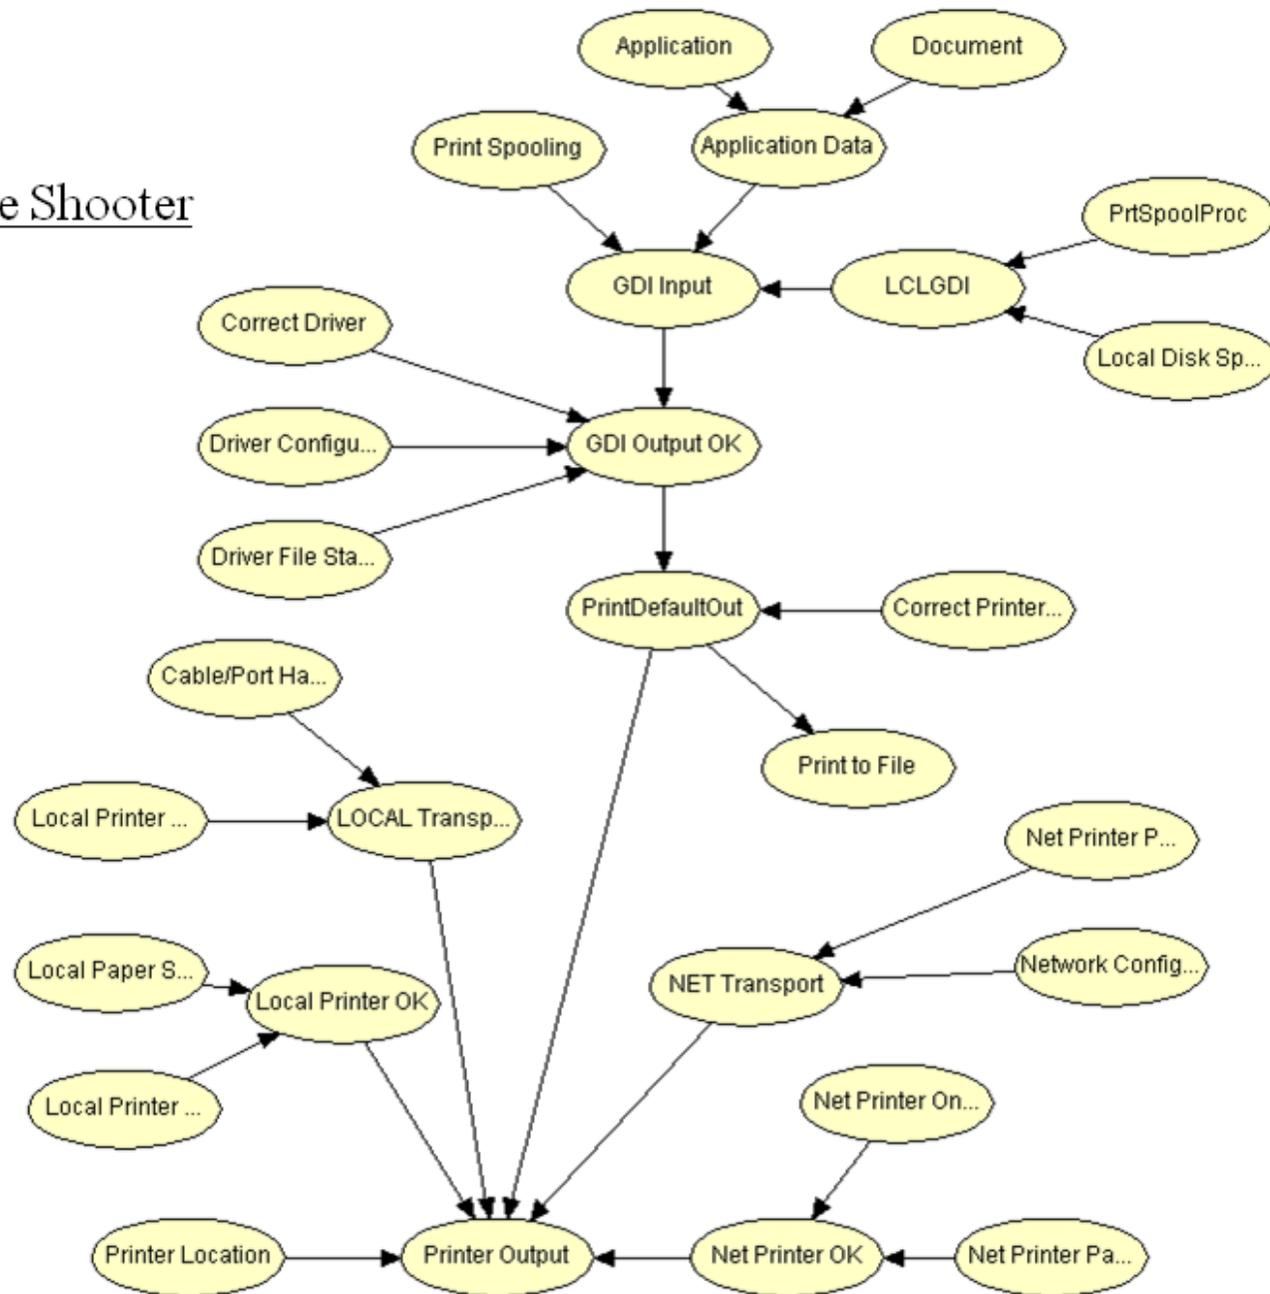 Application
Document
Print Spooling
Application Data
e Shooter
PrtSpoolProc
GDI Input
LCLGDI
Correct Driver
Local Disk Sp...
Driver Configu...
GDI Output OK
Driver File Sta...
PrintDefaultOut
Correct Printer...
Cable/Port Ha...
Print to File
Local Printer ...
LOCAL Transp...
Net Printer P...
Local Paper S...
Local Printer OK
NET Transport
Network Config...
Local Printer ...
Net Printer On...
Printer Location
Printer Output
Net Printer OK
Net Printer Pa...